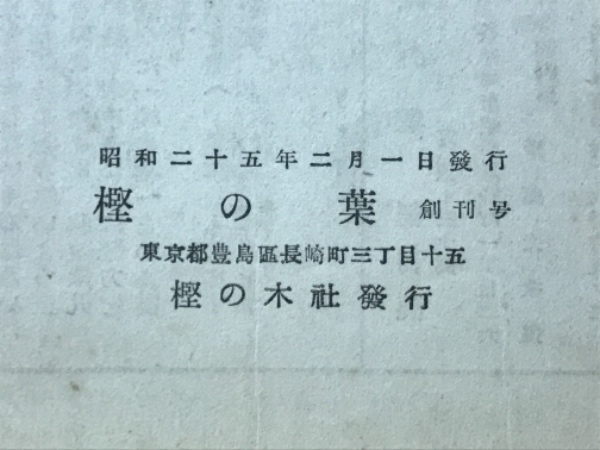 昭和二十五年二月一日發行
樫の葉 創刊号
東京都豊島區長崎町三丁目十五
樫の木社發行